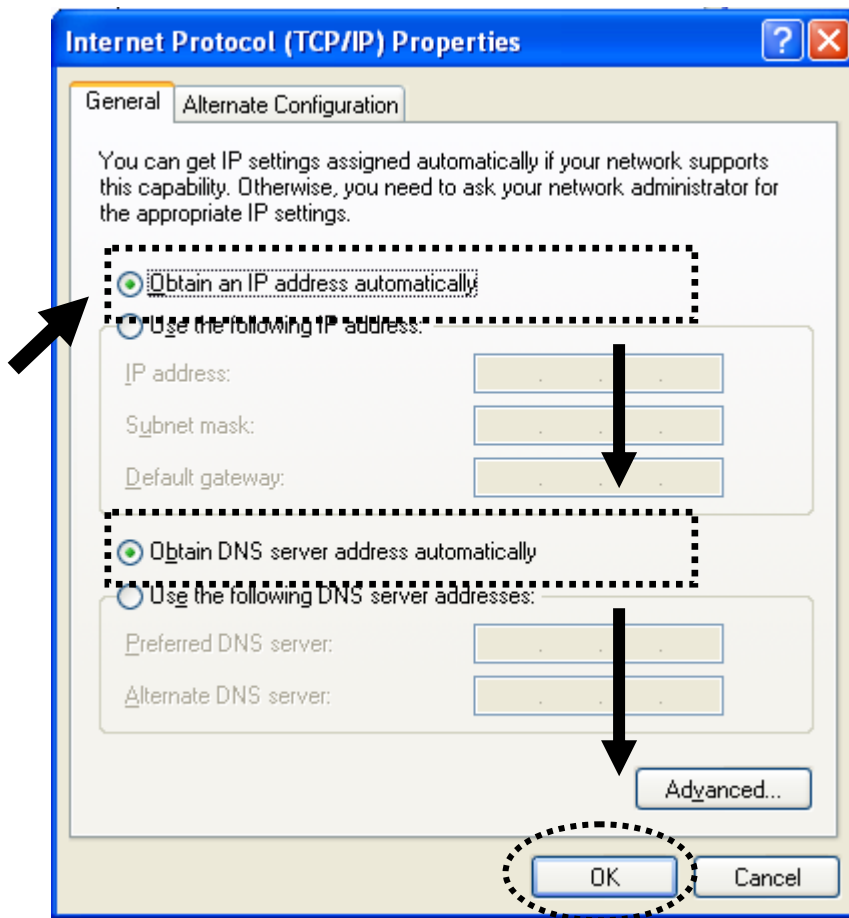 Internet Protocol (TCP/IP) Properties
General
Alternate Configuration
You can get IP settings assigned automatically if your network supports
this capability. Otherwise, you need to ask your network administrator for
the appropriate IP settings.
Obtain an IP address automatically
Use the following IP address:
IP address:
Subnet mask:
Default gateway:
Obtain DNS server address automatically
Use the following DNS server addresses:
Preferred DNS server:
Alternate DNS server:
Advanced...
OK
Cancel